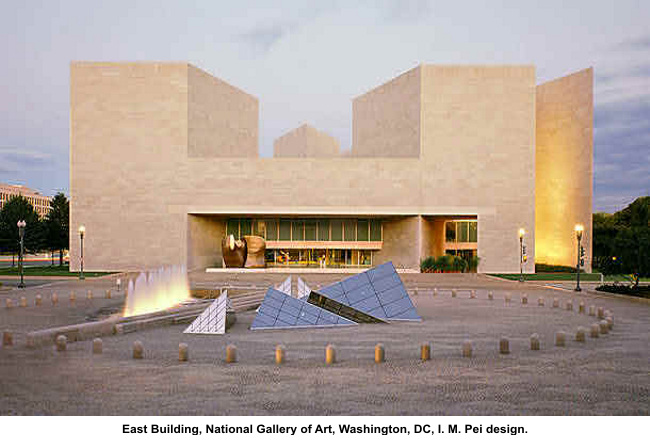 East Building, National Gallery of Art, Washington, DC, I. M. Pei design.